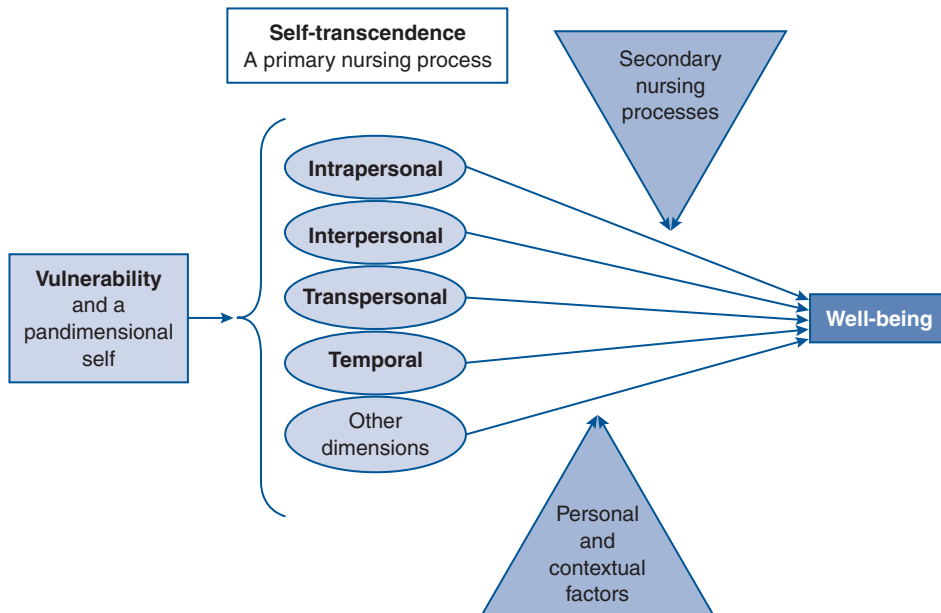 Self-transcendence
A primary nursing process
Secondary
nursing
processes
Intrapersonal
Interpersonal
Transpersonal
Temporal
Other
dimensions
Vulnerability
and a
pandimensional
self
Well-being
Personal
and
contextual
factors